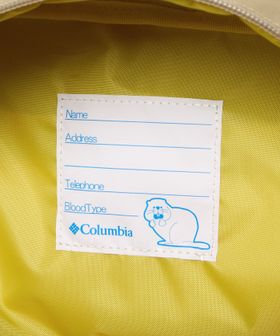 Name
Address
Telephone
BloodType
Columbia